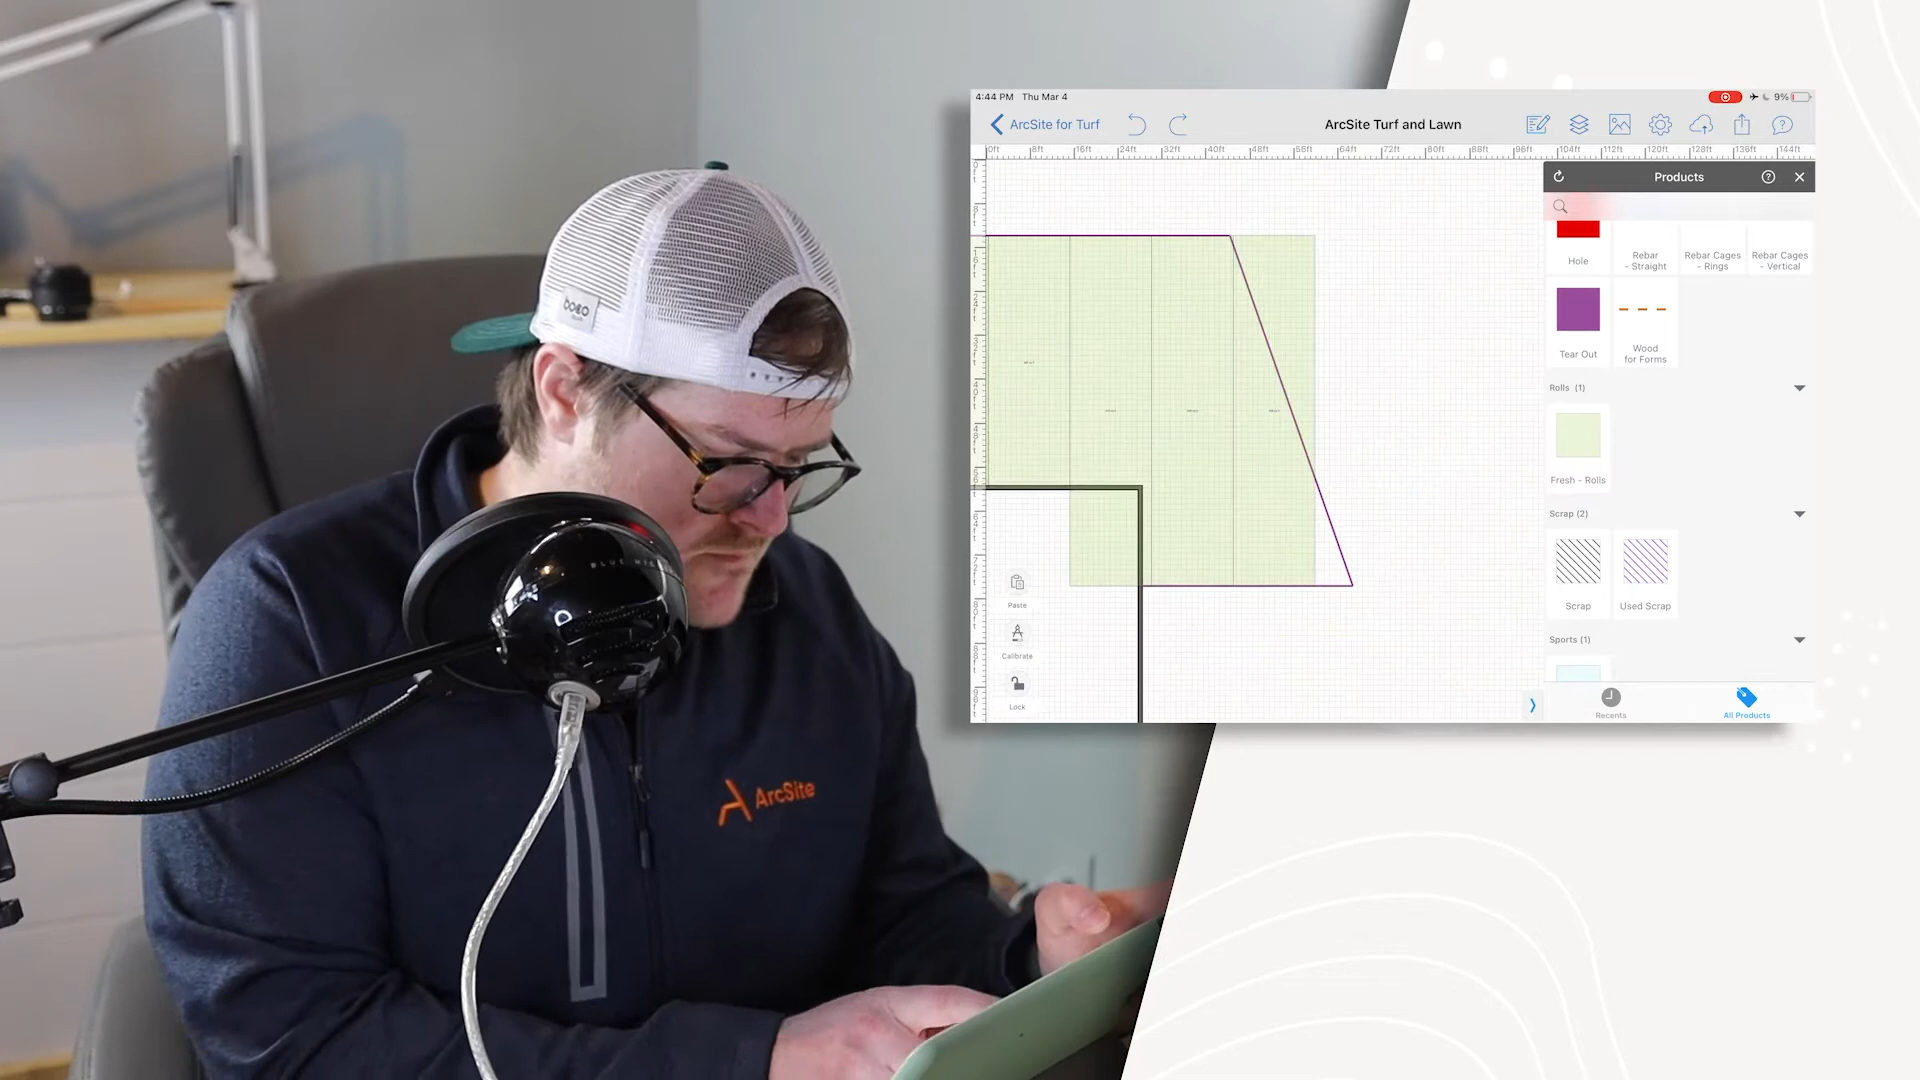 boco
BLUE MIC
ArcSite
4:44 PM Thu Mar 4
9%
ArcSite for Turf
ArcSite Turf and Lawn
0ft 8ft 16ft 24ft 32ft 40ft 48ft 56ft 64ft 72ft 80ft 88ft 96ft 104ft 112ft 120ft 128ft 136ft 144ft
Products
Hole
Rebar
- Straight
Rebar Cages
- Rings
Rebar Cages
- Vertical
Tear Out
Wood
for Forms
Rolls (1)
Fresh - Rolls
Scrap (2)
Scrap
Used Scrap
Sports (1)
Paste
Calibrate
Lock
Recents
All Products